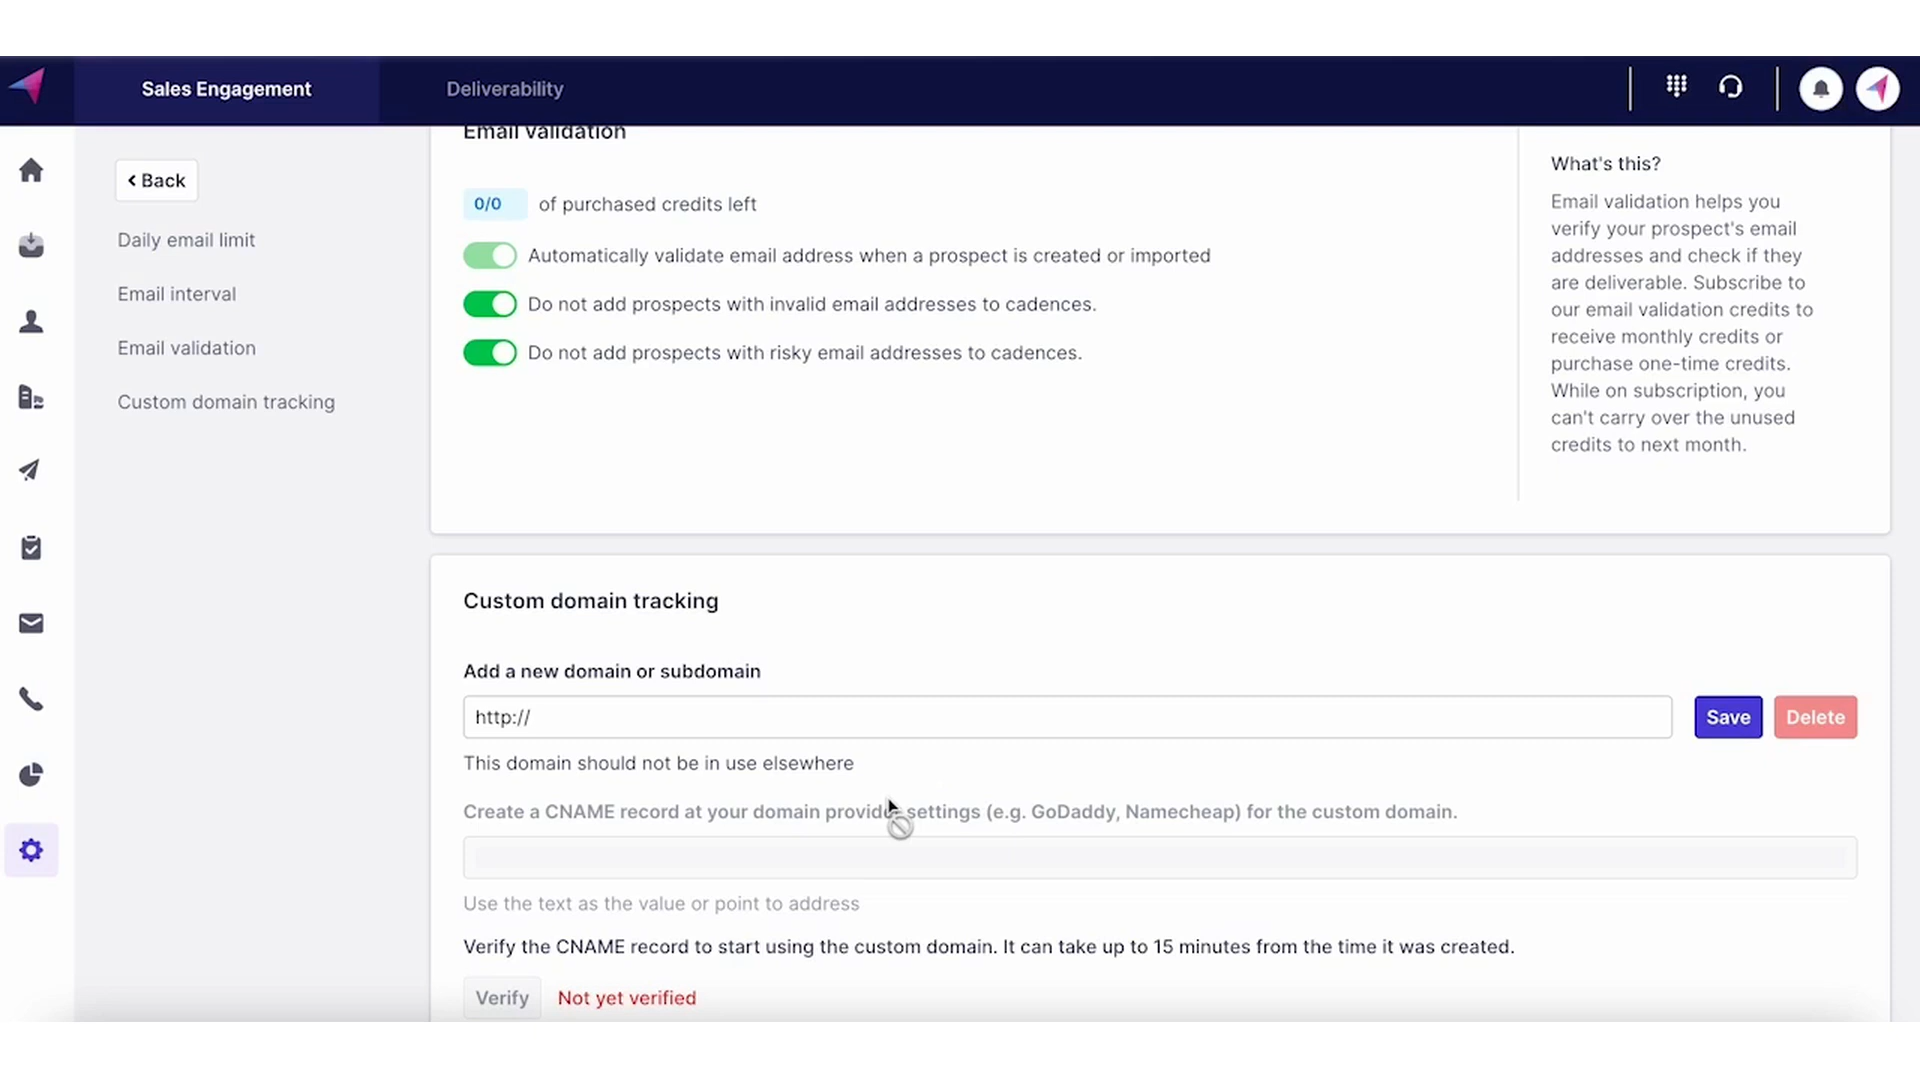 Sales Engagement
Deliverability
Back
Daily email limit
Email interval
Email validation
Custom domain tracking
Email validation
0/0 of purchased credits left
Automatically validate email address when a prospect is created or imported
Do not add prospects with invalid email addresses to cadences.
Do not add prospects with risky email addresses to cadences.
What's this?
Email validation helps you
verify your prospect's email
addresses and check if they
are deliverable. Subscribe to
our email validation credits to
receive monthly credits or
purchase one-time credits.
While on subscription, you
can't carry over the unused
credits to next month.
Custom domain tracking
Add a new domain or subdomain
http://
Save
Delete
This domain should not be in use elsewhere
Create a CNAME record at your domain provider settings (e.g. GoDaddy, Namecheap) for the custom domain.
Use the text as the value or point to address
Verify the CNAME record to start using the custom domain. It can take up to 15 minutes from the time it was created.
Verify
Not yet verified